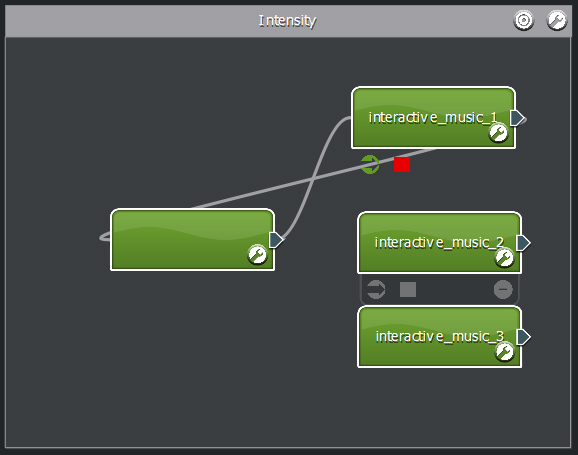 Intensity
interactive_music_1
interactive_music_2
interactive_music_3